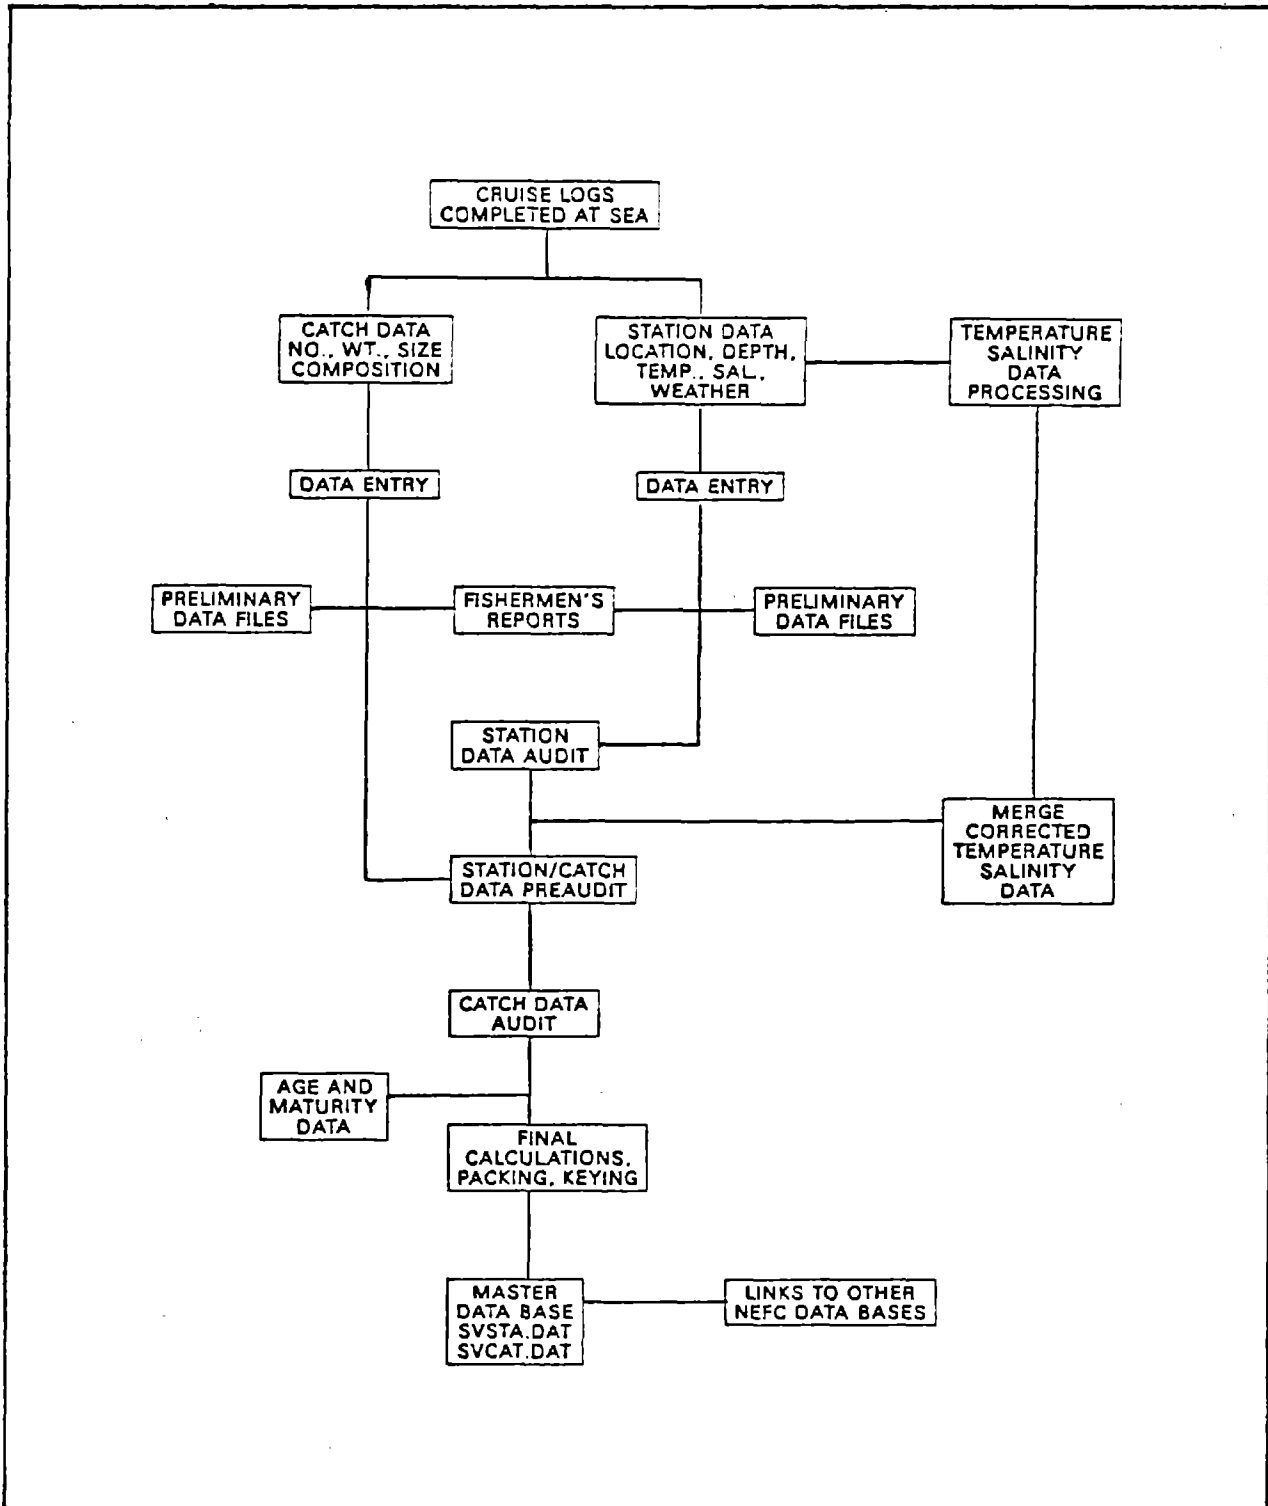 CRUISE LOGS
COMPLETED AT SEA
CATCH DATA
NO., WT., SIZE
COMPOSITION
STATION DATA
LOCATION, DEPTH,
TEMP., SAL.,
WEATHER
TEMPERATURE
SALINITY
DATA
PROCESSING
DATA ENTRY
DATA ENTRY
PRELIMINARY
DATA FILES
FISHERMEN'S
REPORTS
PRELIMINARY
DATA FILES
STATION
DATA AUDIT
MERGE
CORRECTED
TEMPERATURE
SALINITY
DATA
STATION/CATCH
DATA PREAUDIT
CATCH DATA
AUDIT
AGE AND
MATURITY
DATA
FINAL
CALCULATIONS,
PACKING, KEYING
MASTER
DATA BASE
SVSTA.DAT
SVCAT.DAT
LINKS TO OTHER
NEFC DATA BASES